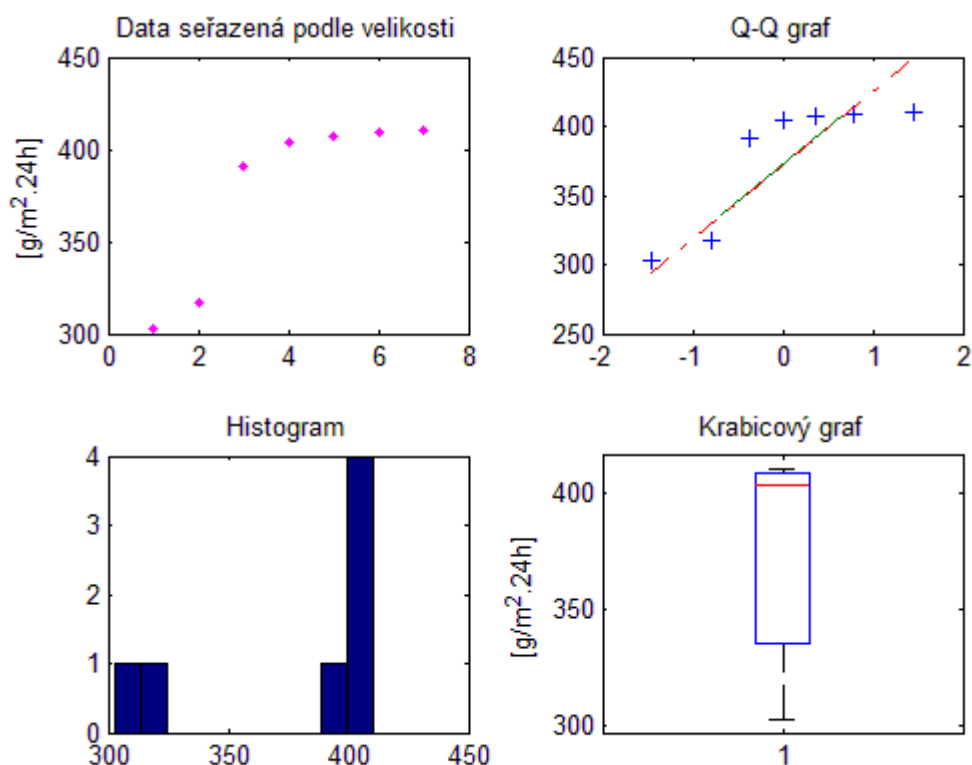 Data seřazená podle velikosti
450
400
350
300
[g/m².24h]
0 2 4 6 8
Q-Q graf
450
400
350
300
250
-2 -1 0 1 2
Histogram
4
3
2
1
0
300 350 400 450
Krabicový graf
400
350
300
[g/m².24h]
1